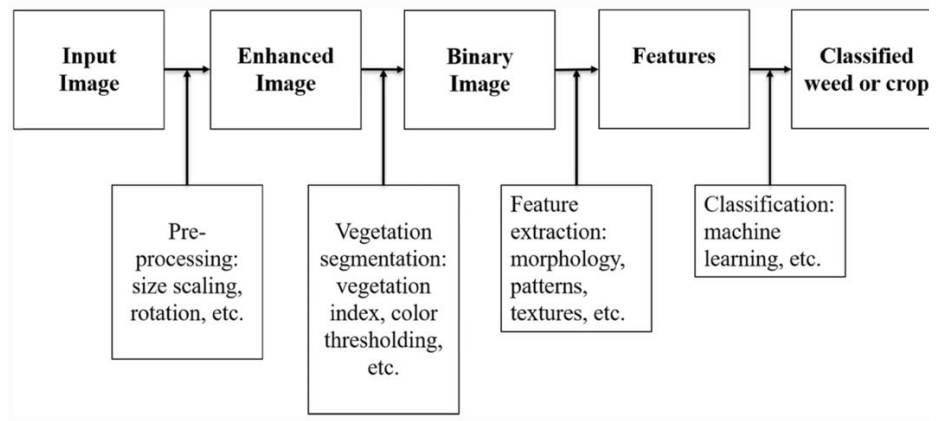 Input
Image
Enhanced
Image
Binary
Image
Features
Classified
weed or crop
Pre-
processing:
size scaling,
rotation, etc.
Vegetation
segmentation:
vegetation
index, color
thresholding,
etc.
Feature
extraction:
morphology,
patterns,
textures, etc.
Classification:
machine
learning, etc.